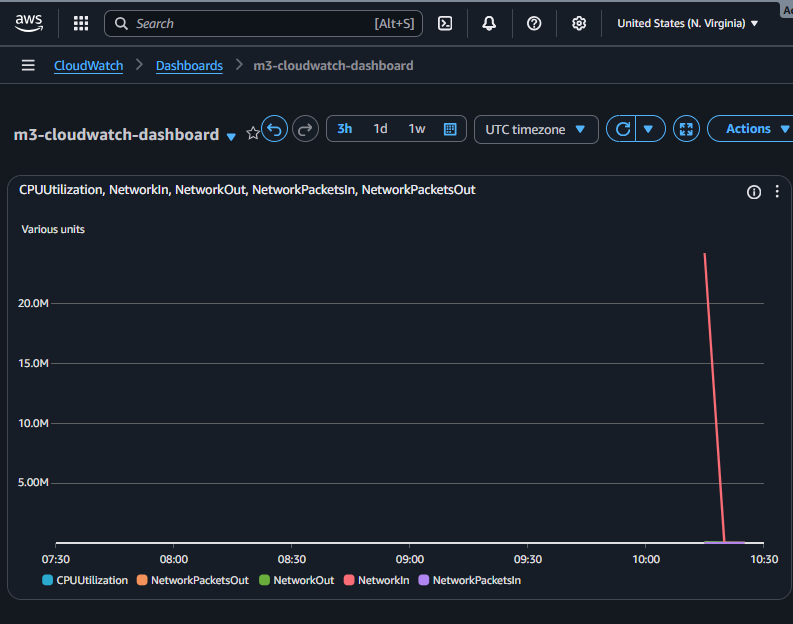 aws Search [Alt+S] United States (N. Virginia)
CloudWatch Dashboards m3-cloudwatch-dashboard
m3-cloudwatch-dashboard 3h 1d 1w UTC timezone Actions
CPUUtilization, NetworkIn, NetworkOut, NetworkPacketsIn, NetworkPacketsOut
Various units
20.0M
15.0M
10.0M
5.00M
07:30 08:00 08:30 09:00 09:30 10:00 10:30
CPUUtilization NetworkPacketsOut NetworkOut NetworkIn NetworkPacketsIn